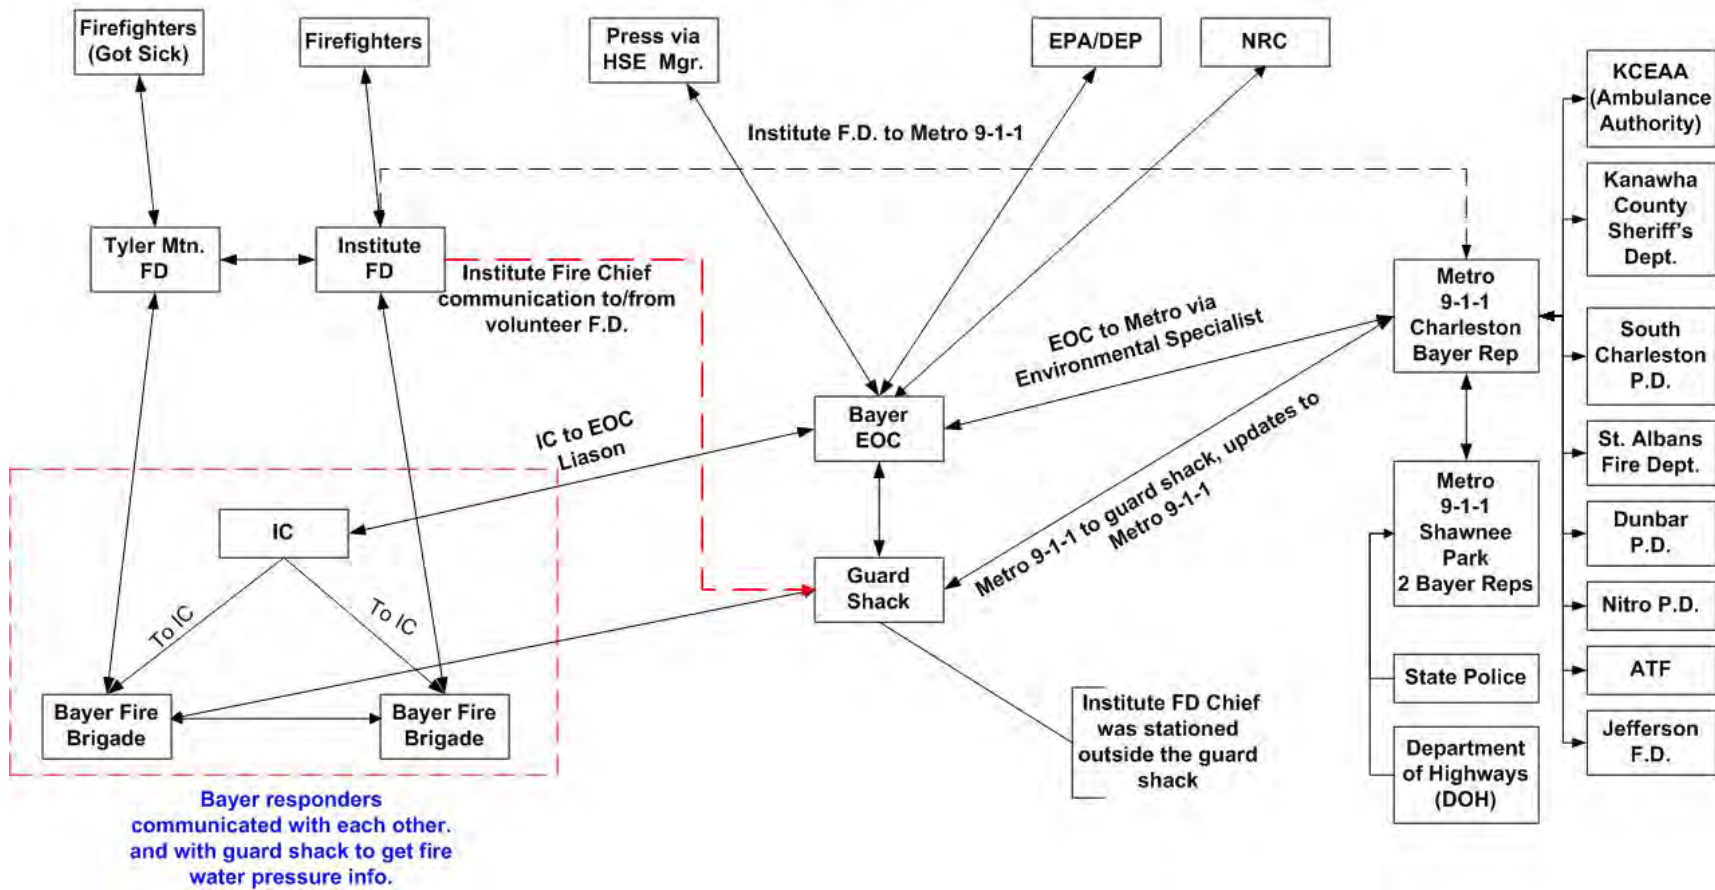 Firefighters
(Got Sick)
Firefighters
Press via
HSE Mgr.
EPA/DEP
NRC
KCEAA
(Ambulance
Authority)
Institute F.D. to Metro 9-1-1
Kanawha
County
Sheriff's
Dept.
Tyler Mtn.
FD
Institute
FD
Institute Fire Chief
communication to/from
volunteer F.D.
Metro
9-1-1
Charleston
Bayer Rep
EOC to Metro via
Environmental Specialist
South
Charleston
P.D.
Bayer
EOC
IC to EOC
Liason
Metro 9-1-1 to guard shack, updates to
Metro 9-1-1
St. Albans
Fire Dept.
Metro
9-1-1
Shawnee
Park
2 Bayer Reps
IC
Dunbar
P.D.
Guard
Shack
To IC
To IC
Nitro P.D.
State Police
ATF
Bayer Fire
Brigade
Bayer Fire
Brigade
Institute FD Chief
was stationed
outside the guard
shack
Department
of Highways
(DOH)
Jefferson
F.D.
Bayer responders
communicated with each other.
and with guard shack to get fire
water pressure info.